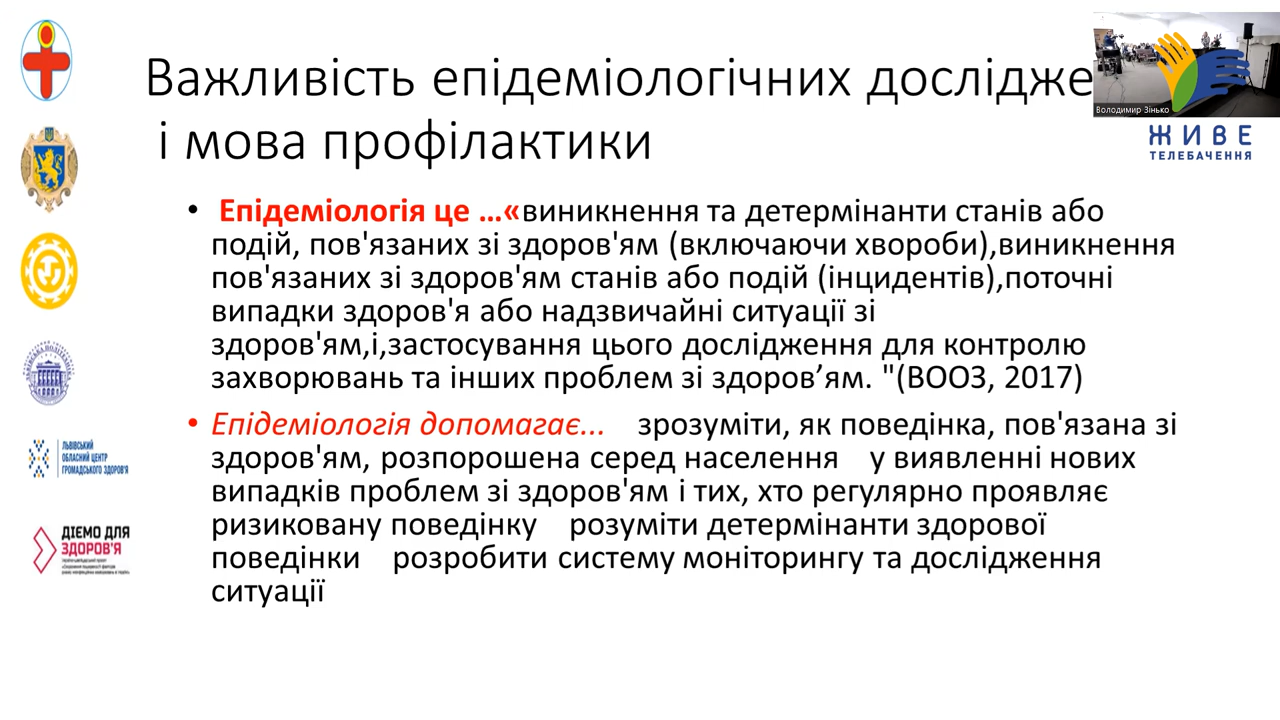 Важливість епідеміологічних дослідже
і мова профілактики
Володимир Зінько
ЖИВЕ
ТЕЛЕБАЧЕННЯ
• Епідеміологія це ...«виникнення та детермінанти станів або
подій, пов'язаних зі здоров'ям (включаючи хвороби),виникнення
пов'язаних зі здоров'ям станів або подій (інцидентів),поточні
випадки здоров'я або надзвичайні ситуації зі
здоров'ям,і,застосування цього дослідження для контролю
захворювань та інших проблем зі здоров’ям. "(ВООЗ, 2017)
• Епідеміологія допомагає... зрозуміти, як поведінка, пов'язана зі
здоров'ям, розпорошена серед населення у виявленні нових
випадків проблем зі здоров'ям і тих, хто регулярно проявляє
ризиковану поведінку розуміти детермінанти здорової
поведінки розробити систему моніторингу та дослідження
ситуації
ЛЬВІВСЬКИЙ
ОБЛАСНИЙ ЦЕНТР
ГРОМАДСЬКОГО ЗДОРОВ'Я
ДІЄМО ДЛЯ
ЗДОРОВ'Я